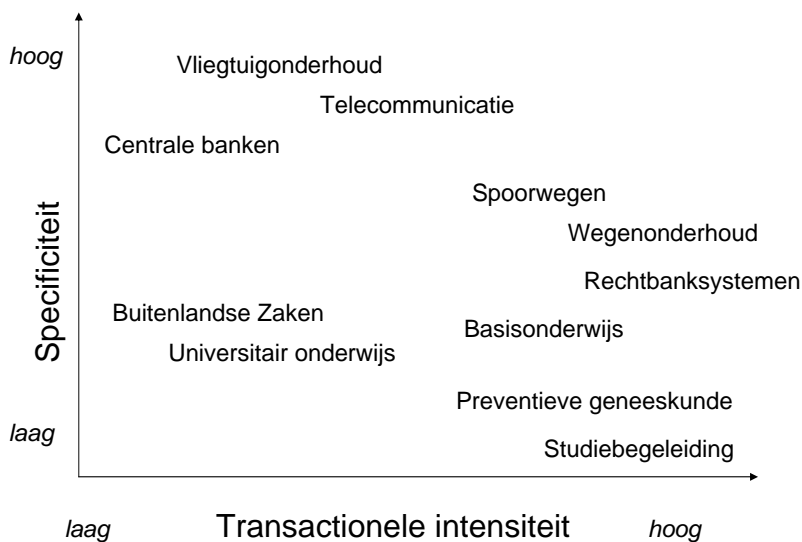 hoog
Vliegtuigonderhoud
Telecommunicatie
Centrale banken
Spoorwegen
Wegenonderhoud
Rechtbanksystemen
Specificiteit
Buitenlandse Zaken
Basisonderwijs
Universitair onderwijs
Preventieve geneeskunde
laag
Studiebegeleiding
laag
Transactionele intensiteit
hoog